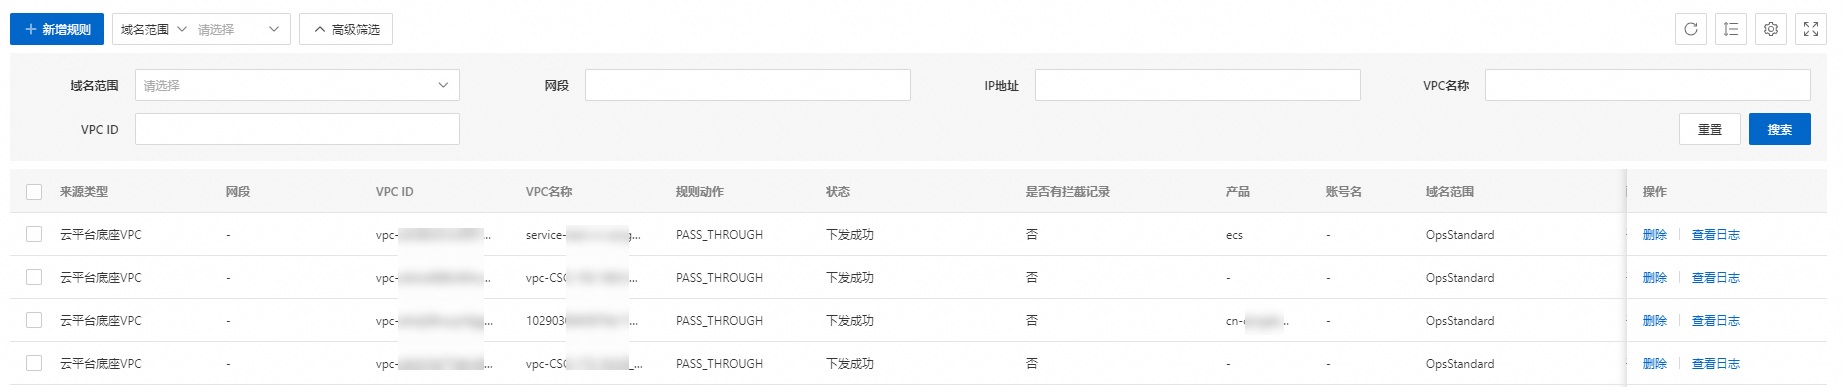 新增规则 域名范围 请选择 高级筛选
域名范围 请选择 网段 IP地址 VPC名称
VPC ID 重置 搜索
来源类型 网段 VPC ID VPC名称 规则动作 状态 是否有拦截记录 产品 账号名 域名范围 操作
云平台底座VPC - vpc- ... service- g... PASS_THROUGH 下发成功 否 ecs - OpsStandard 删除 查看日志
云平台底座VPC - vpc- ... vpc-CS ... PASS_THROUGH 下发成功 否 - - OpsStandard 删除 查看日志
云平台底座VPC - vpc- ... 102903 ... PASS_THROUGH 下发成功 否 cn- .. - OpsStandard 删除 查看日志
云平台底座VPC - vpc- ... vpc-CS _... PASS_THROUGH 下发成功 否 - - OpsStandard 删除 查看日志